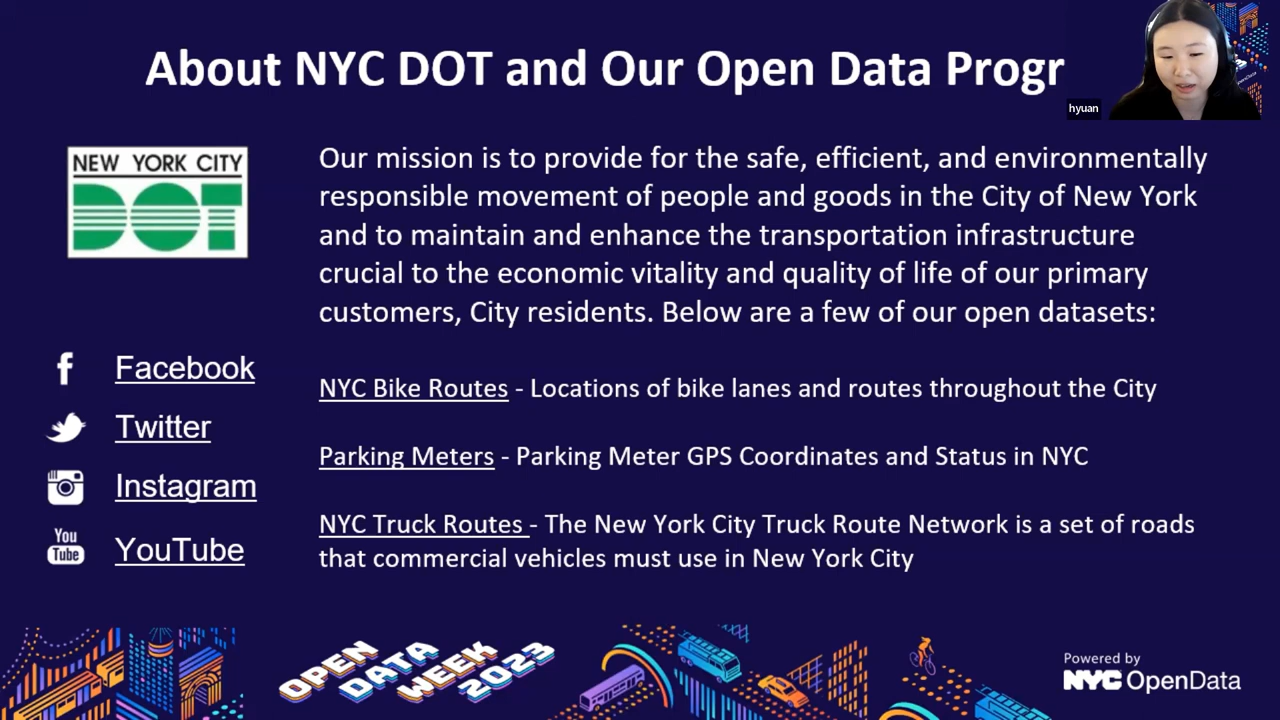 About NYC DOT and Our Open Data Progr
hyuan
NEW YORK CITY
DOT
Our mission is to provide for the safe, efficient, and environmentally
responsible movement of people and goods in the City of New York
and to maintain and enhance the transportation infrastructure
crucial to the economic vitality and quality of life of our primary
customers, City residents. Below are a few of our open datasets:
Facebook
Twitter
Instagram
You
Tube
YouTube
NYC Bike Routes - Locations of bike lanes and routes throughout the City
Parking Meters - Parking Meter GPS Coordinates and Status in NYC
NYC Truck Routes - The New York City Truck Route Network is a set of roads
that commercial vehicles must use in New York City
OPEN
DATA
WEEK
2023
Powered by
NYC OpenData